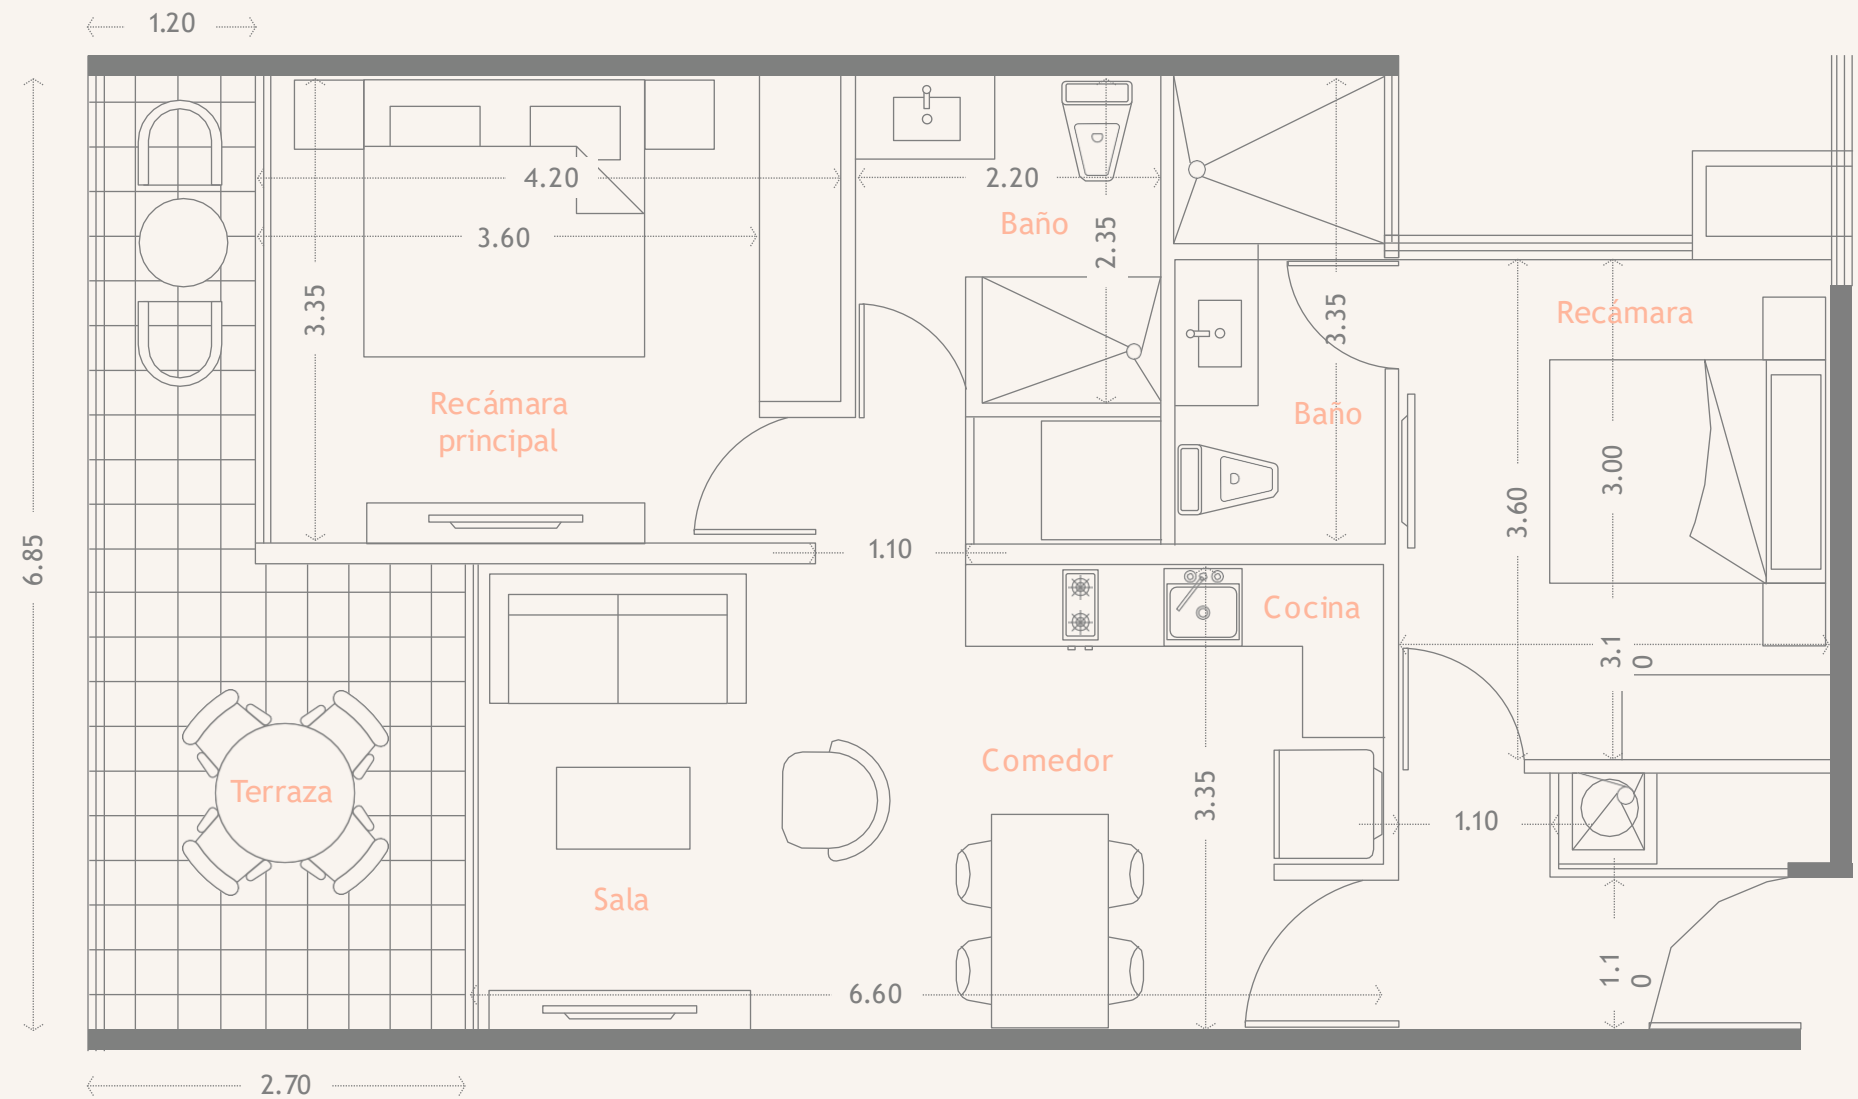 1.20
4.20
2.20
3.60
Baño
2.35
3.35
3.35
Recámara
Recámara
principal
Baño
3.00
3.60
6.85
1.10
Cocina
3.1
0
Comedor
Terraza
3.35
1.10
Sala
6.60
1.1
0
2.70